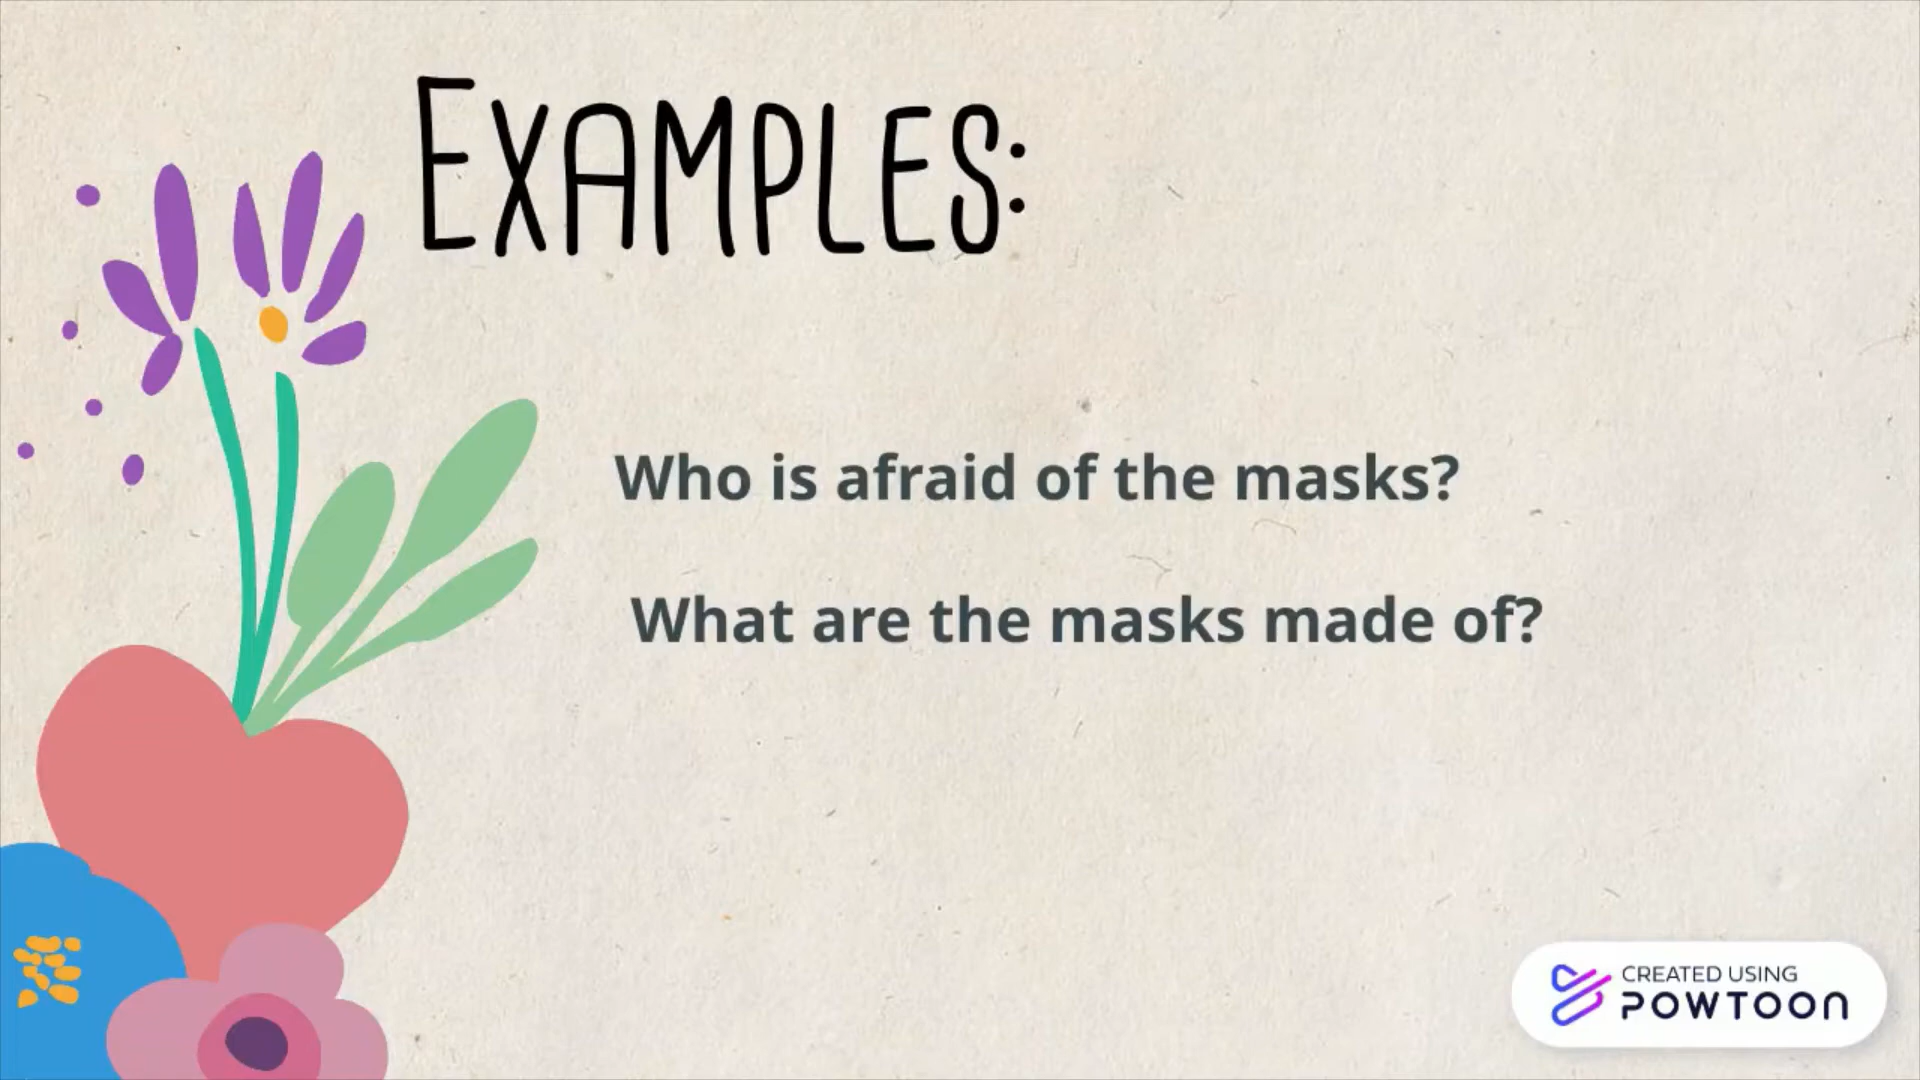 EXAMPLES:
Who is afraid of the masks?
What are the masks made of?
CREATED USING
POWTOON